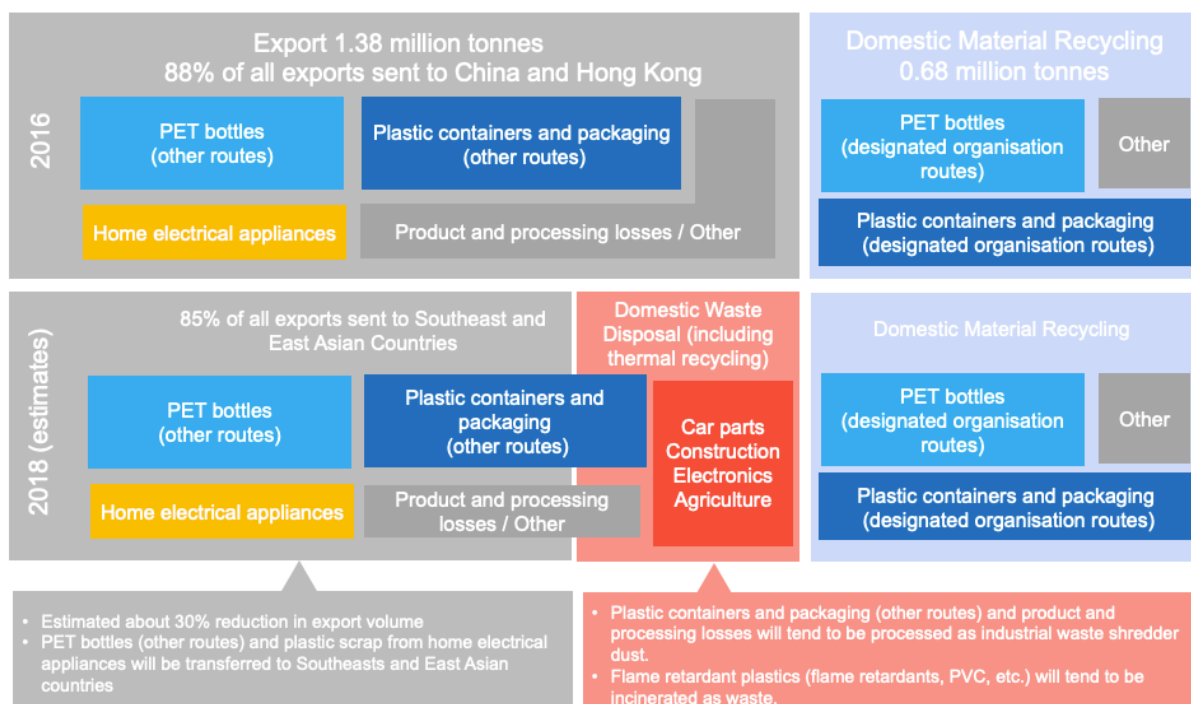 2016
Export 1.38 million tonnes
88% of all exports sent to China and Hong Kong
PET bottles
(other routes)
Plastic containers and packaging
(other routes)
Home electrical appliances
Product and processing losses / Other
Domestic Material Recycling
0.68 million tonnes
PET bottles
(designated organisation
routes)
Other
Plastic containers and packaging
(designated organisation routes)
2018 (estimates)
85% of all exports sent to Southeast and
East Asian Countries
PET bottles
(other routes)
Plastic containers and
packaging
(other routes)
Home electrical appliances
Product and processing
losses / Other
Domestic Waste
Disposal (including
thermal recycling)
Car parts
Construction
Electronics
Agriculture
Domestic Material Recycling
PET bottles
(designated organisation
routes)
Other
Plastic containers and packaging
(designated organisation routes)
• Estimated about 30% reduction in export volume
• PET bottles (other routes) and plastic scrap from home electrical
appliances will be transferred to Southeasts and East Asian
countries
• Plastic containers and packaging (other routes) and product and
processing losses will tend to be processed as industrial waste shredder
dust.
• Flame retardant plastics (flame retardants, PVC, etc.) will tend to be
incinerated as waste.